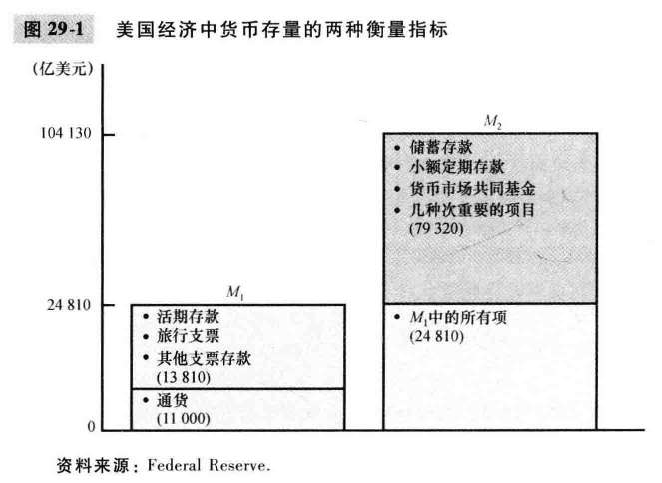 图 29-1 美国经济中货币存量的两种衡量指标
(亿美元)
104 130
24 810
0
M₁
• 活期存款
• 旅行支票
• 其他支票存款
(13 810)
• 通货
(11 000)
M₂
• 储蓄存款
• 小额定期存款
• 货币市场共同基金
• 几种次重要的项目
(79 320)
• M₁中的所有项
(24 810)
资料来源：Federal Reserve.